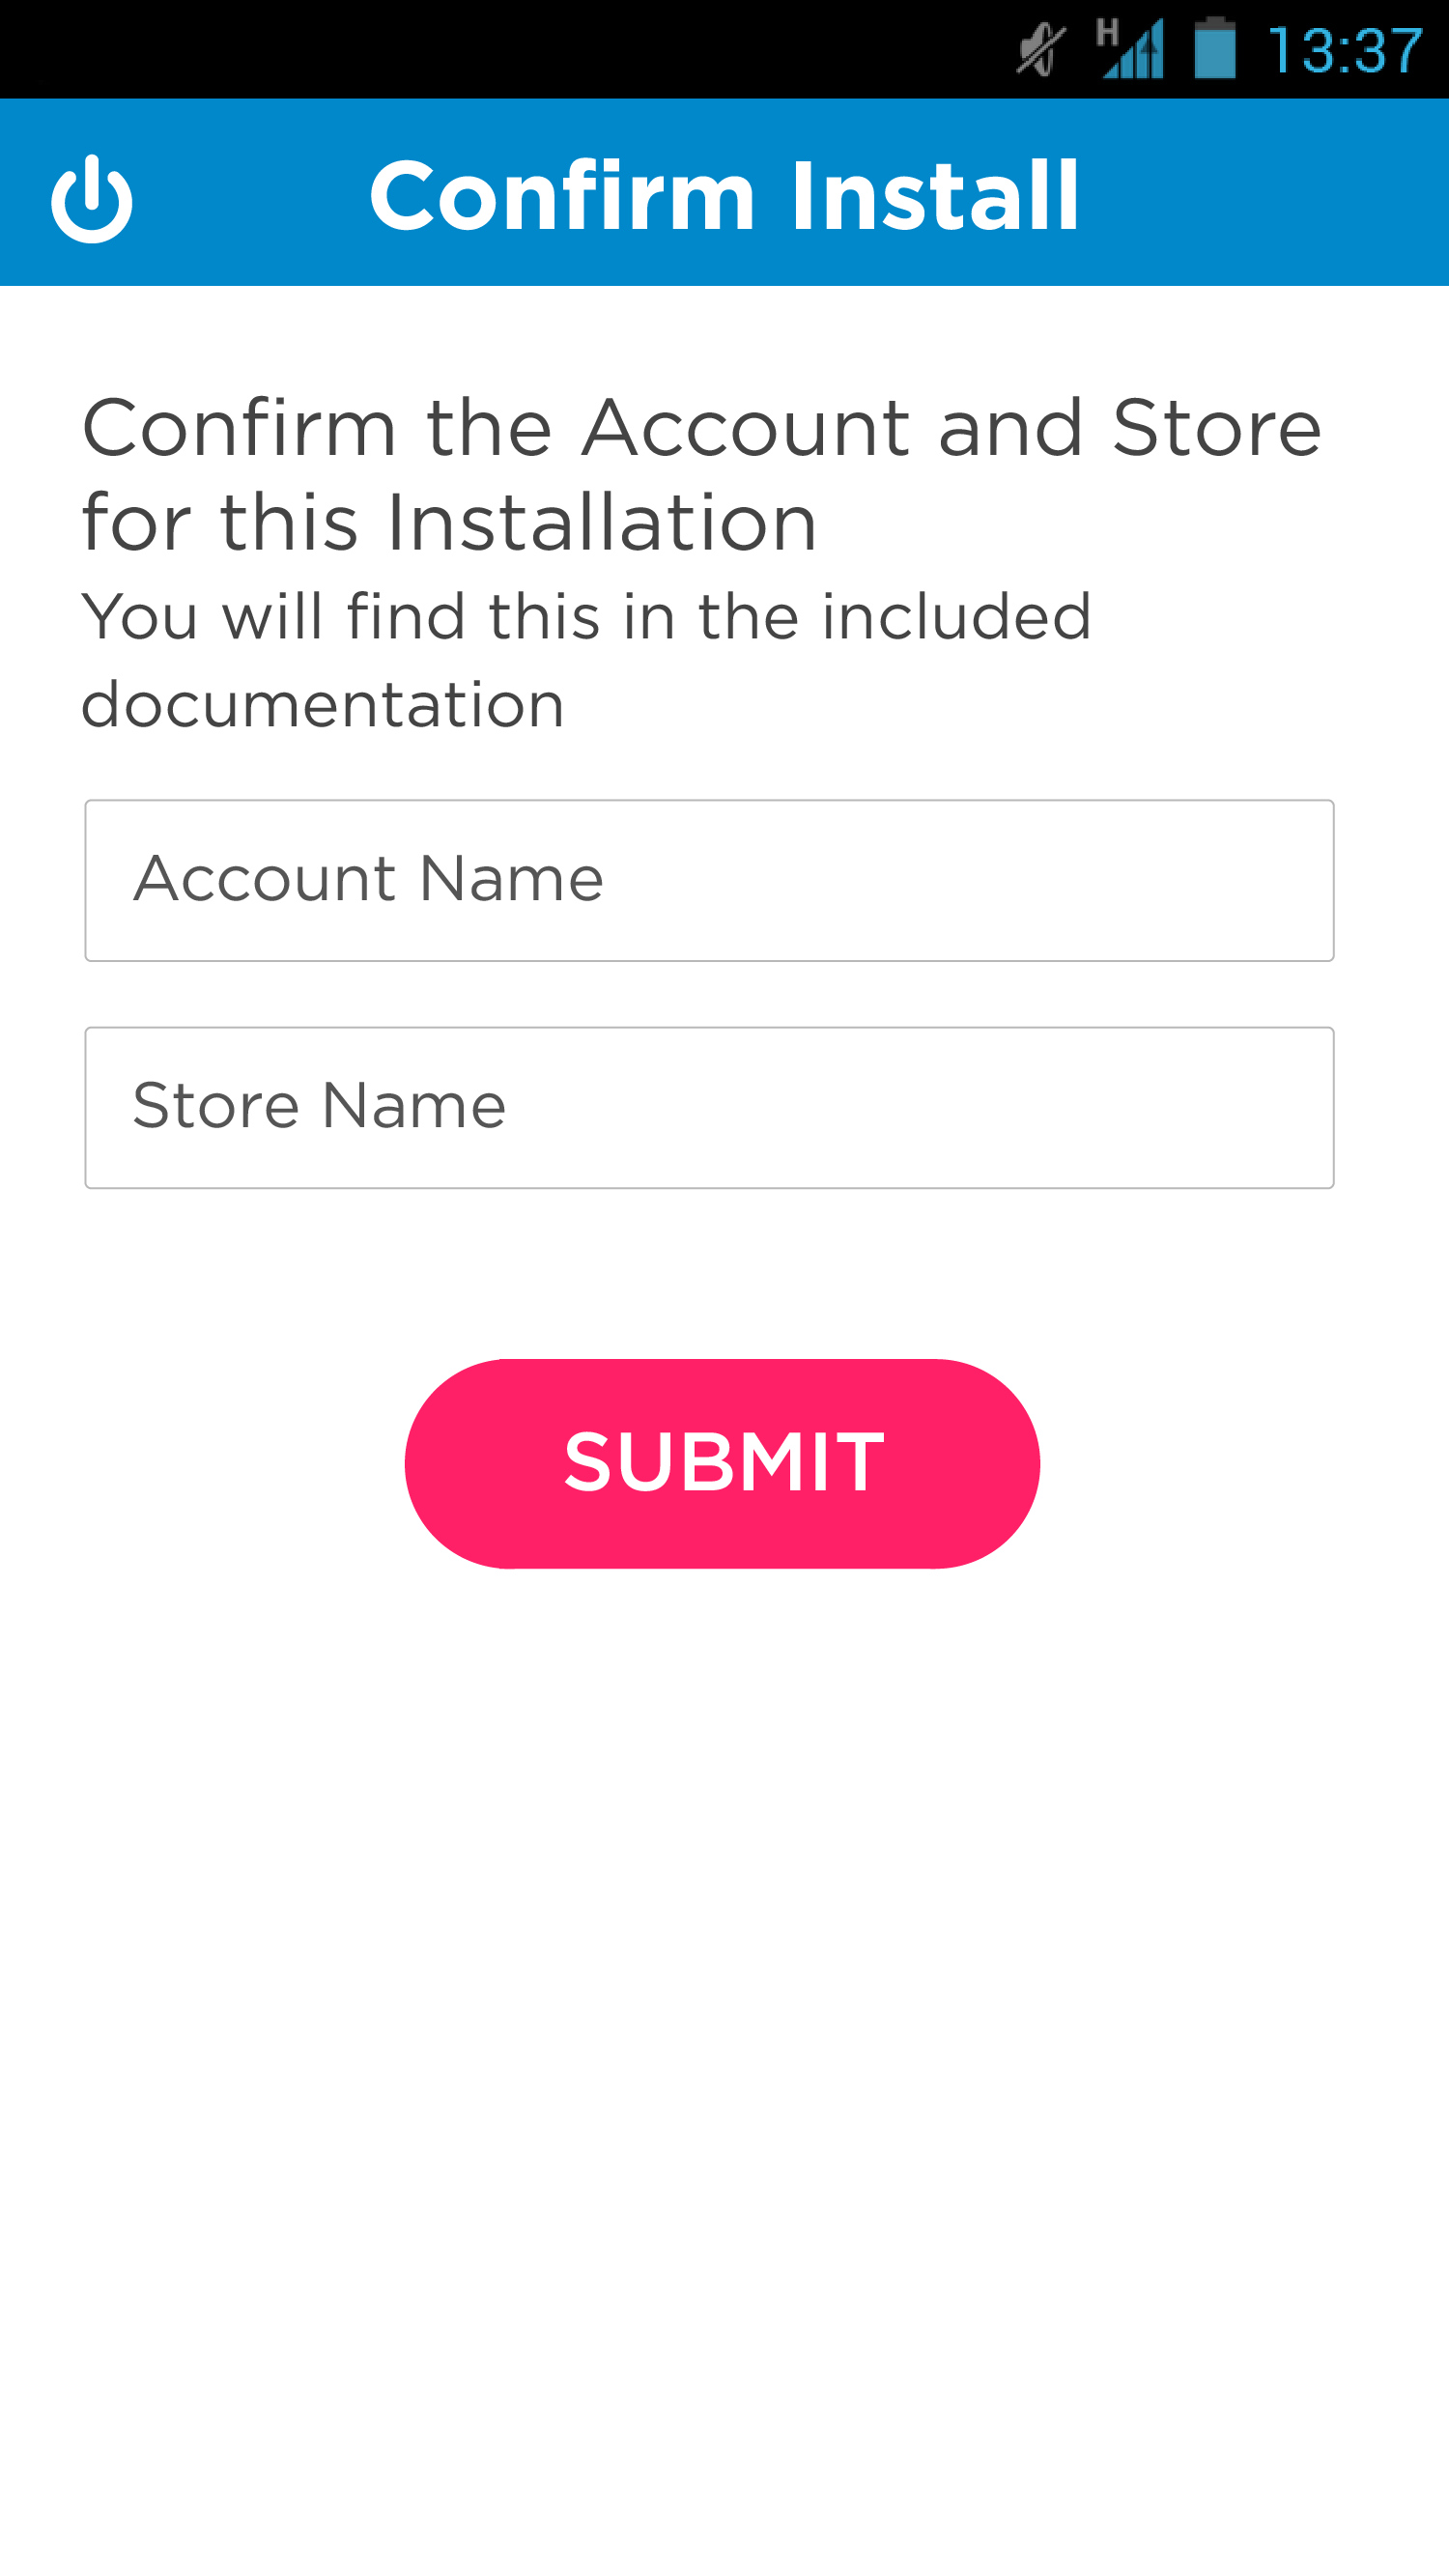 H 13:37
Confirm Install
Confirm the Account and Store
for this Installation
You will find this in the included
documentation
Account Name
Store Name
SUBMIT